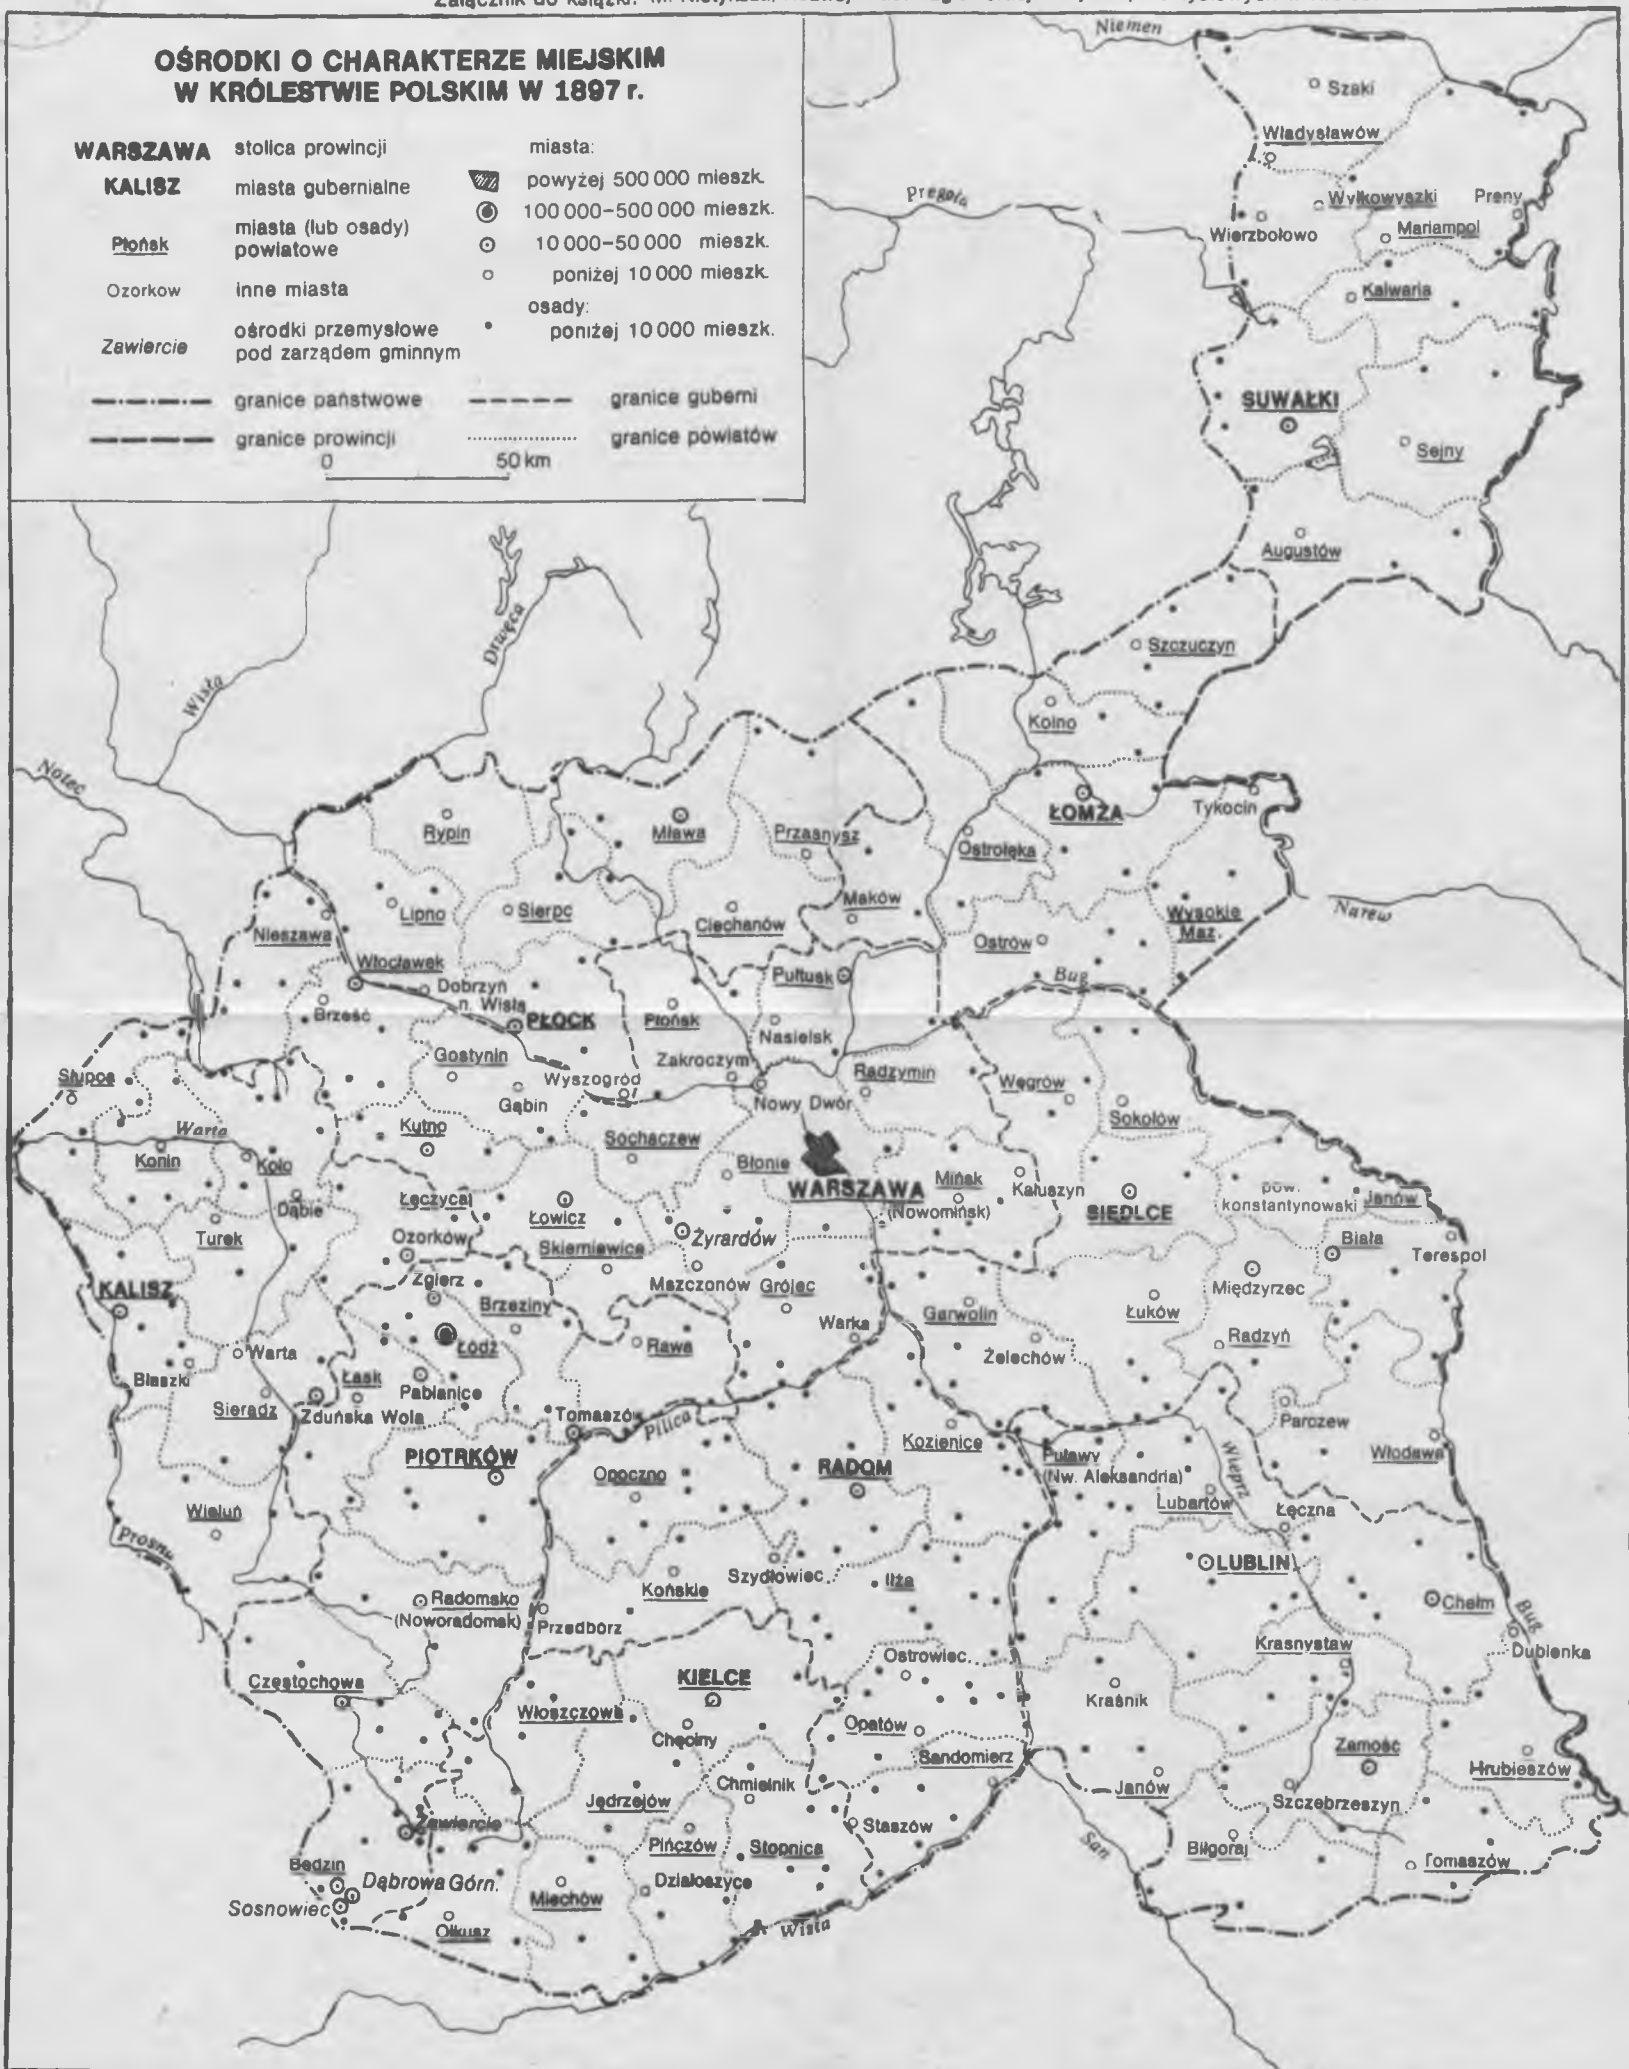 Załącznik do książki: M.
OŚRODKI O CHARAKTERZE MIEJSKIM
W KRÓLESTWIE POLSKIM W 1897 r.
WARSZAWA stolica prowincji
KALISZ miasta gubernialne
Płońsk miasta (lub osady)
powiatowe
Ozorkow inne miasta
Zawiercie ośrodki przemysłowe
pod zarządem gminnym
miasta:
powyżej 500 000 mieszk.
100 000–500 000 mieszk.
10 000–50 000 mieszk.
poniżej 10 000 mieszk.
osady:
poniżej 10 000 mieszk.
granice państwowe
granice prowincji
granice guberni
granice powiatów
0 50 km
Niemen
Szaki
Władysławów
Pregoła
Wyłkowyszki
Preny
Wierzbołowo
Mariampol
Kalwaria
SUWAŁKI
Sejny
Augustów
Drwęca
Wisła
Szczuczyn
Kolno
Noteć
ŁOMŻA
Tykocin
Rypin
Mława
Przasnysz
Ostrołęka
Maków
Lipno
Sierpc
Ciechanów
Wysokie
Maz.
Narew
Nieszawa
Ostrów
Włocławek
Pułtusk
Bug
Dobrzyń
n. Wisłą
Brześć
PŁOCK
Płońsk
Nasielsk
Gostynin
Zakroczym
Słupca
Wyszogród
Radzymin
Węgrów
Gąbin
Nowy Dwór
Sokołów
Warta
Kutno
Sochaczew
Konin
Koło
Błonie
WARSZAWA
Mińsk
(Nowomińsk)
Kałuszyn
pow.
konstantynowski
Janów
Łęczyca
Dąbie
Łowicz
SIEDLCE
Turek
Ozorków
Skierniewice
Żyrardów
Biała
Terespol
Zgierz
Mszczonów
Grójec
Międzyrzec
KALISZ
Brzeziny
Garwolin
Łuków
Warka
Łódź
Rawa
Radzyń
Warta
Żelechów
Błaszki
Łask
Pabianice
Sieradz
Zduńska Wola
Tomaszó
Pilica
Parczew
Kozienice
PIOTRKÓW
Puławy
(Nw. Aleksandria)
Wieprz
Włodawa
RADOM
Opoczno
Lubartów
Łęczna
Wieluń
Prosna
LUBLIN
Szydłowiec
Końskie
Iłża
Radomsko
(Noworadomsk)
Przedbórz
Chełm
Bug
Krasnystaw
Dubienka
Ostrowiec
Częstochowa
KIELCE
Kraśnik
Włoszczowa
Opatów
Chęciny
Sandomierz
Zamość
Hrubieszów
Chmielnik
Janów
Jędrzejów
Szczebrzeszyn
Zawiercie
Staszów
Pińczów
Stopnica
San
Biłgoraj
Tomaszów
Będzin
Dąbrowa Górn.
Działoszyce
Sosnowiec
Miechów
Olkusz
Wisła